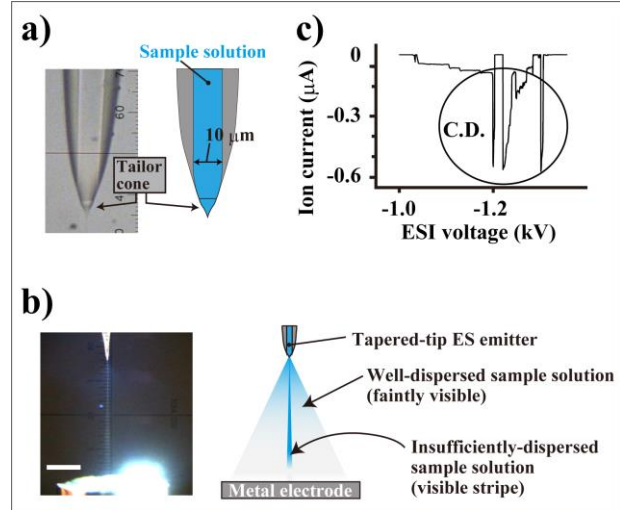 a)
Sample solution
10 μm
Tailor
cone
c)
Ion current (μA)
0
-0.3
-0.6
C.D.
-1.0
-1.2
ESI voltage (kV)
b)
Tapered-tip ES emitter
Well-dispersed sample solution
(faintly visible)
Insufficiently-dispersed
sample solution
(visible stripe)
Metal electrode